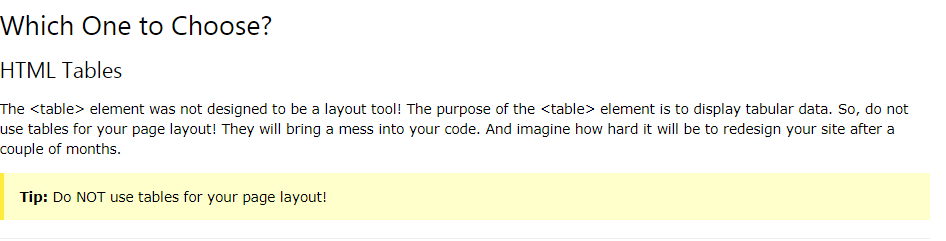 Which One to Choose?
HTML Tables
The <table> element was not designed to be a layout tool! The purpose of the <table> element is to display tabular data. So, do not
use tables for your page layout! They will bring a mess into your code. And imagine how hard it will be to redesign your site after a
couple of months.
Tip: Do NOT use tables for your page layout!